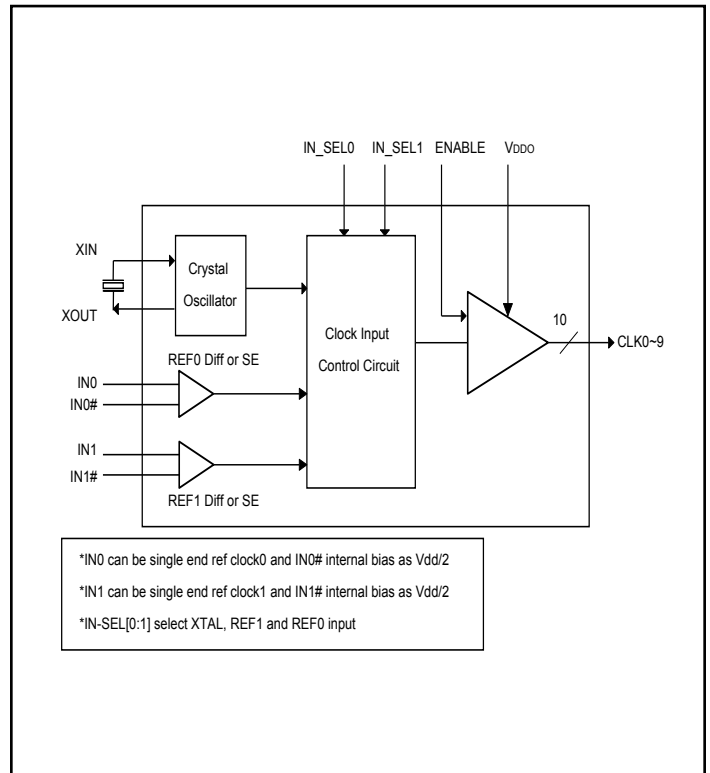 IN_SEL0 IN_SEL1 ENABLE VDDO
XIN
XOUT
Crystal
Oscillator
Clock Input
Control Circuit
10
CLK0~9
REF0 Diff or SE
IN0
IN0#
IN1
IN1#
REF1 Diff or SE
*IN0 can be single end ref clock0 and IN0# internal bias as Vdd/2
*IN1 can be single end ref clock1 and IN1# internal bias as Vdd/2
*IN-SEL[0:1] select XTAL, REF1 and REF0 input